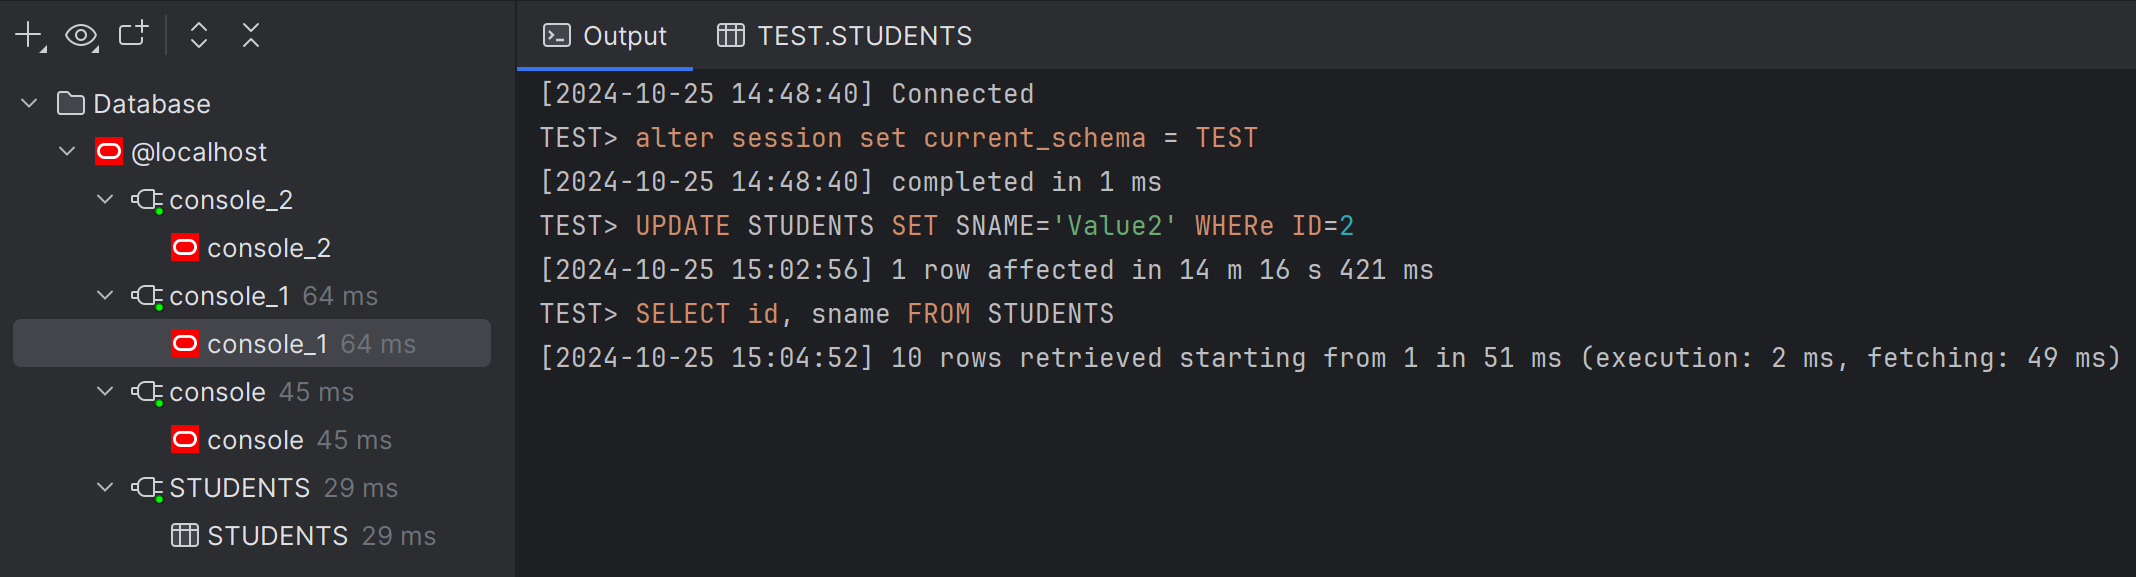 Database
@localhost
console_2
console_2
console_1 64 ms
console_1 64 ms
console 45 ms
console 45 ms
STUDENTS 29 ms
STUDENTS 29 ms
Output TEST.STUDENTS
[2024-10-25 14:48:40] Connected
TEST> alter session set current_schema = TEST
[2024-10-25 14:48:40] completed in 1 ms
TEST> UPDATE STUDENTS SET SNAME='Value2' WHERe ID=2
[2024-10-25 15:02:56] 1 row affected in 14 m 16 s 421 ms
TEST> SELECT id, sname FROM STUDENTS
[2024-10-25 15:04:52] 10 rows retrieved starting from 1 in 51 ms (execution: 2 ms, fetching: 49 ms)